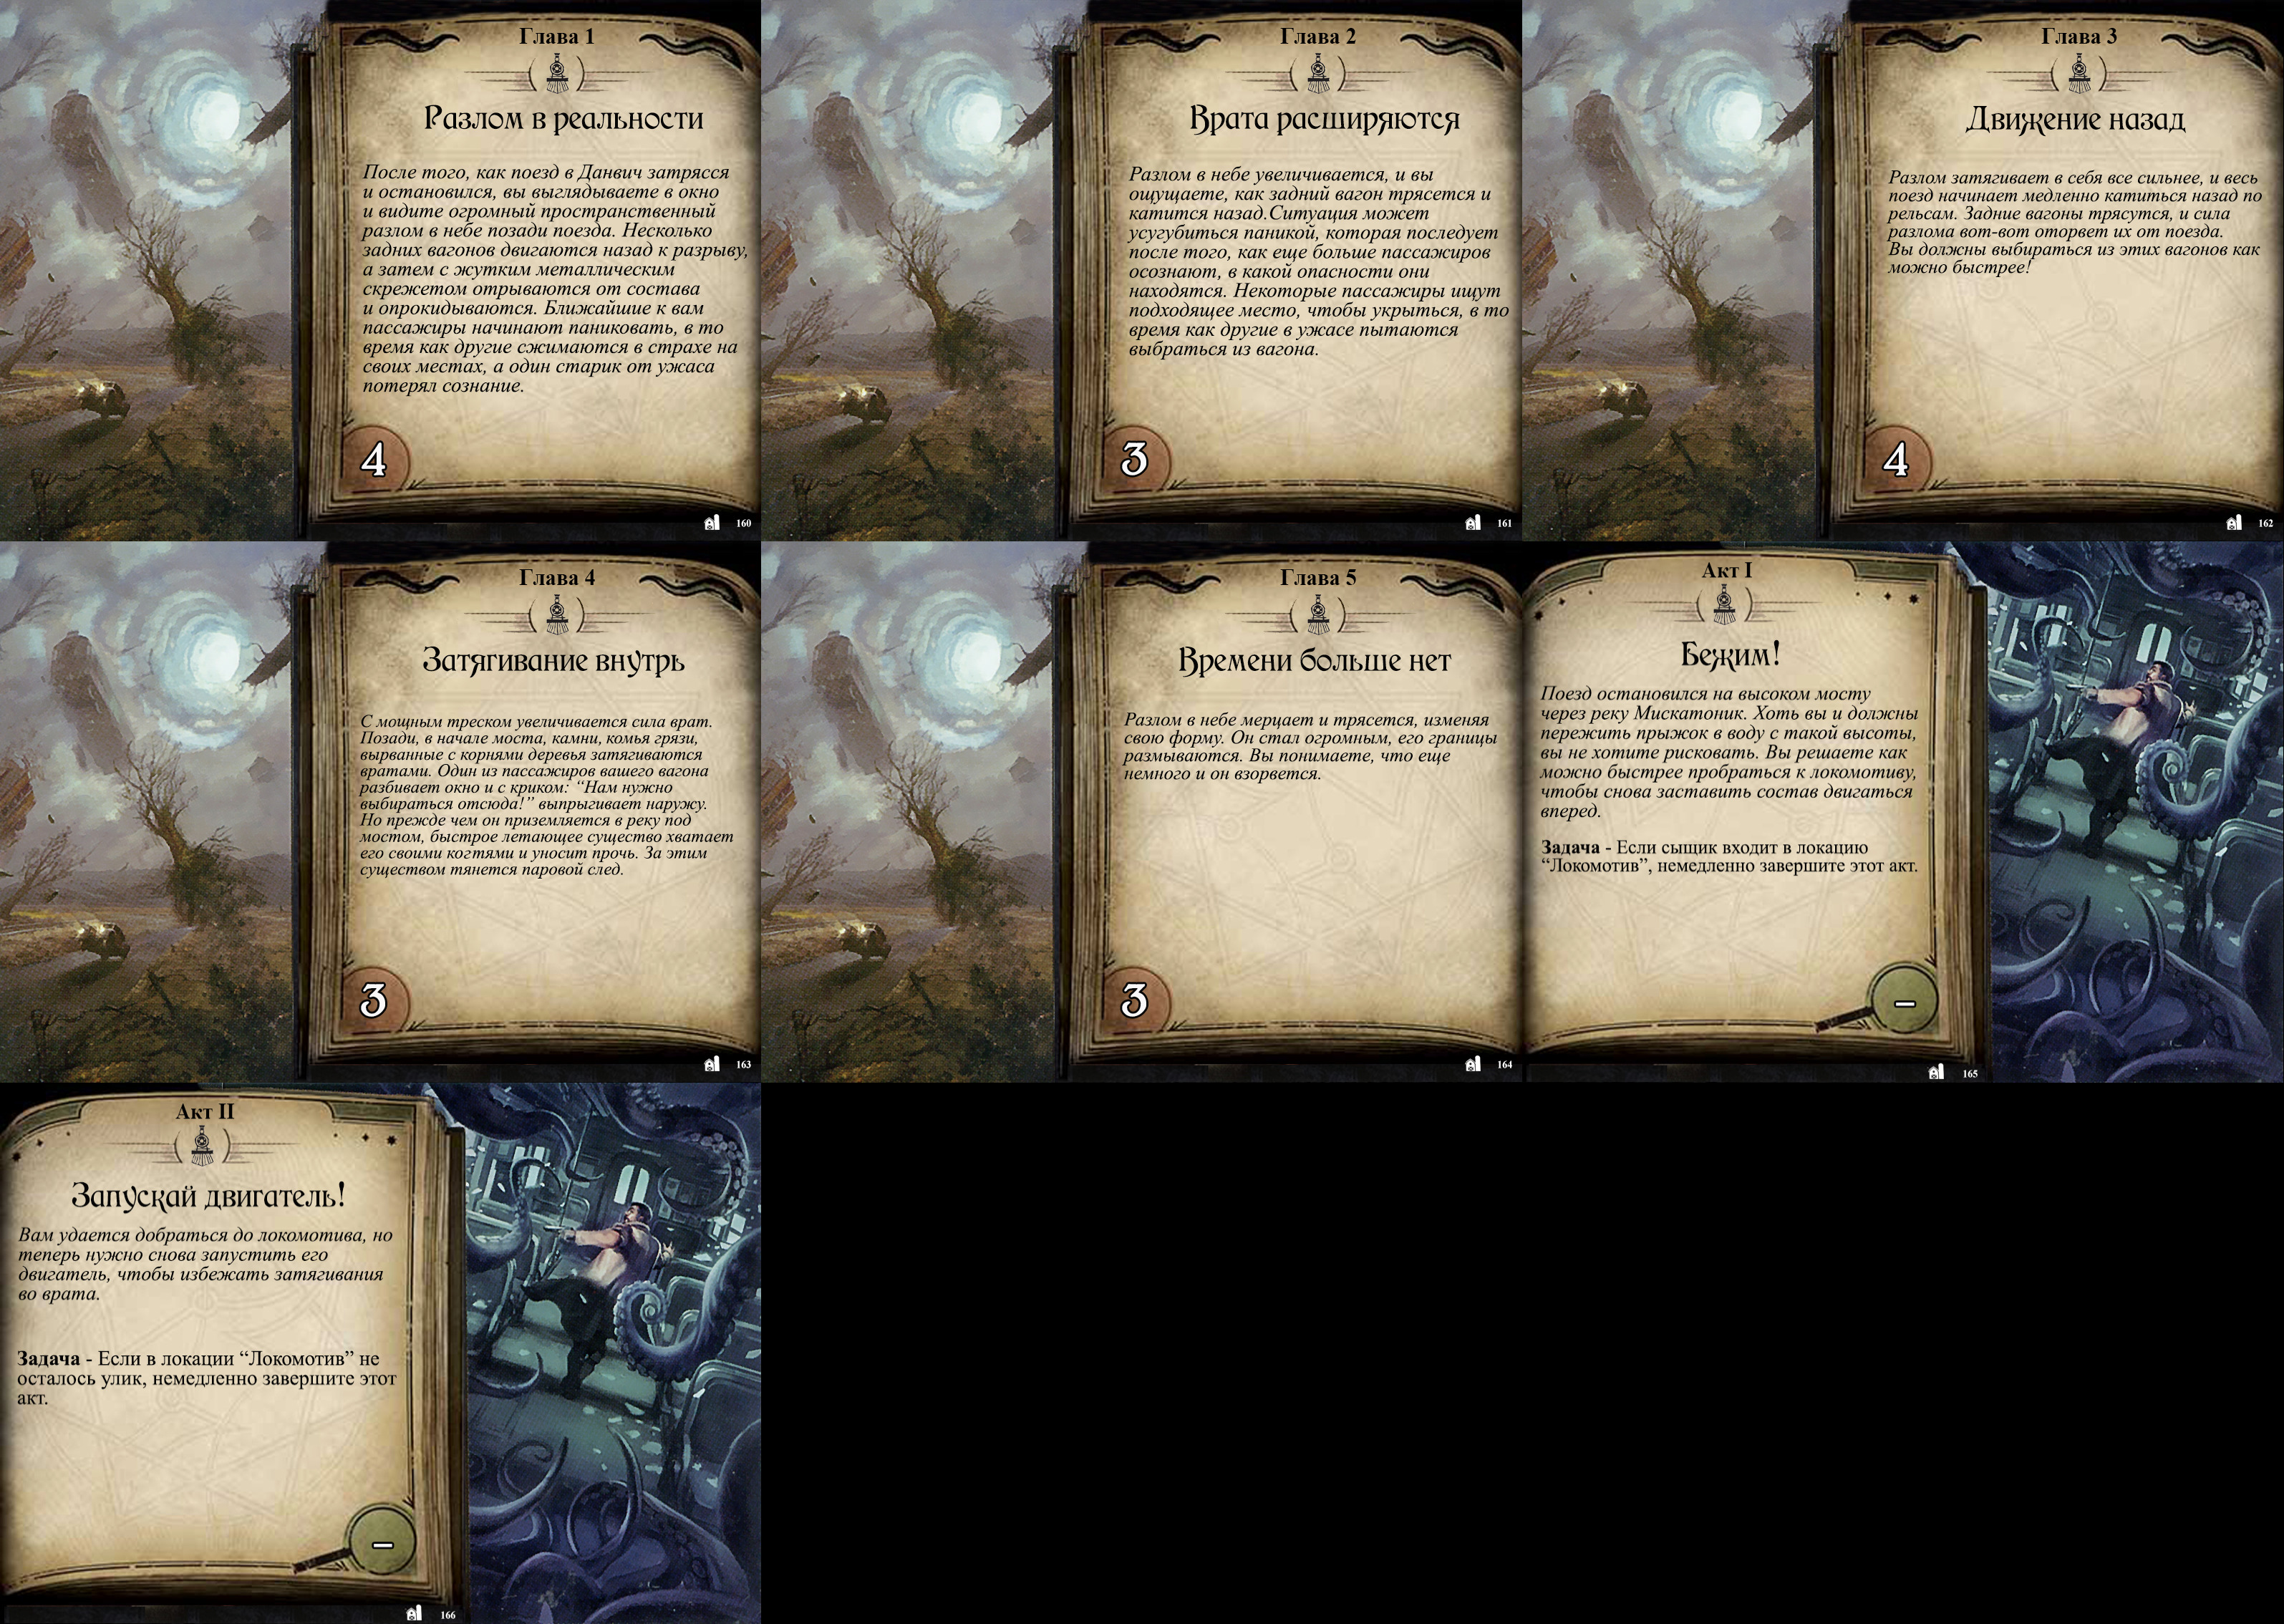 Глава 1
Разлом в реальности
После того, как поезд в Данвич затрясся
и остановился, вы выглядываете в окно
и видите огромный пространственный
разлом в небе позади поезда. Несколько
задних вагонов двигаются назад к разрыву,
а затем с жутким металлическим
скрежетом отрываются от состава
и опрокидываются. Ближайшие к вам
пассажиры начинают паниковать, в то
время как другие сжимаются в страхе на
своих местах, а один старик от ужаса
потерял сознание.
4
160
Глава 2
Врата расширяются
Разлом в небе увеличивается, и вы
ощущаете, как задний вагон трясется и
катится назад.Ситуация может
усугубиться паникой, которая последует
после того, как еще больше пассажиров
осознают, в какой опасности они
находятся. Некоторые пассажиры ищут
подходящее место, чтобы укрыться, в то
время как другие в ужасе пытаются
выбраться из вагона.
3
161
Глава 3
Движение назад
Разлом затягивает в себя все сильнее, и весь
поезд начинает медленно катиться назад по
рельсам. Задние вагоны трясутся, и сила
разлома вот-вот оторвет их от поезда.
Вы должны выбираться из этих вагонов как
можно быстрее!
4
162
Глава 4
Затягивание внутрь
С мощным треском увеличивается сила врат.
Позади, в начале моста, камни, комья грязи,
вырванные с корнями деревья затягиваются
вратами. Один из пассажиров вашего вагона
разбивает окно и с криком: “Нам нужно
выбираться отсюда!” выпрыгивает наружу.
Но прежде чем он приземляется в реку под
мостом, быстрое летающее существо хватает
его своими когтями и уносит прочь. За этим
существом тянется паровой след.
3
163
Глава 5
Времени больше нет
Разлом в небе мерцает и трясется, изменяя
свою форму. Он стал огромным, его границы
размываются. Вы понимаете, что еще
немного и он взорвется.
3
164
Акт I
Бежим!
Поезд остановился на высоком мосту
через реку Мискатоник. Хоть вы и должны
пережить прыжок в воду с такой высоты,
вы не хотите рисковать. Вы решаете как
можно быстрее пробраться к локомотиву,
чтобы снова заставить состав двигаться
вперед.
Задача - Если сыщик входит в локацию
“Локомотив”, немедленно завершите этот акт.
–
165
Акт II
Запускай двигатель!
Вам удается добраться до локомотива, но
теперь нужно снова запустить его
двигатель, чтобы избежать затягивания
во врата.
Задача - Если в локации “Локомотив” не
осталось улик, немедленно завершите этот
акт.
–
166